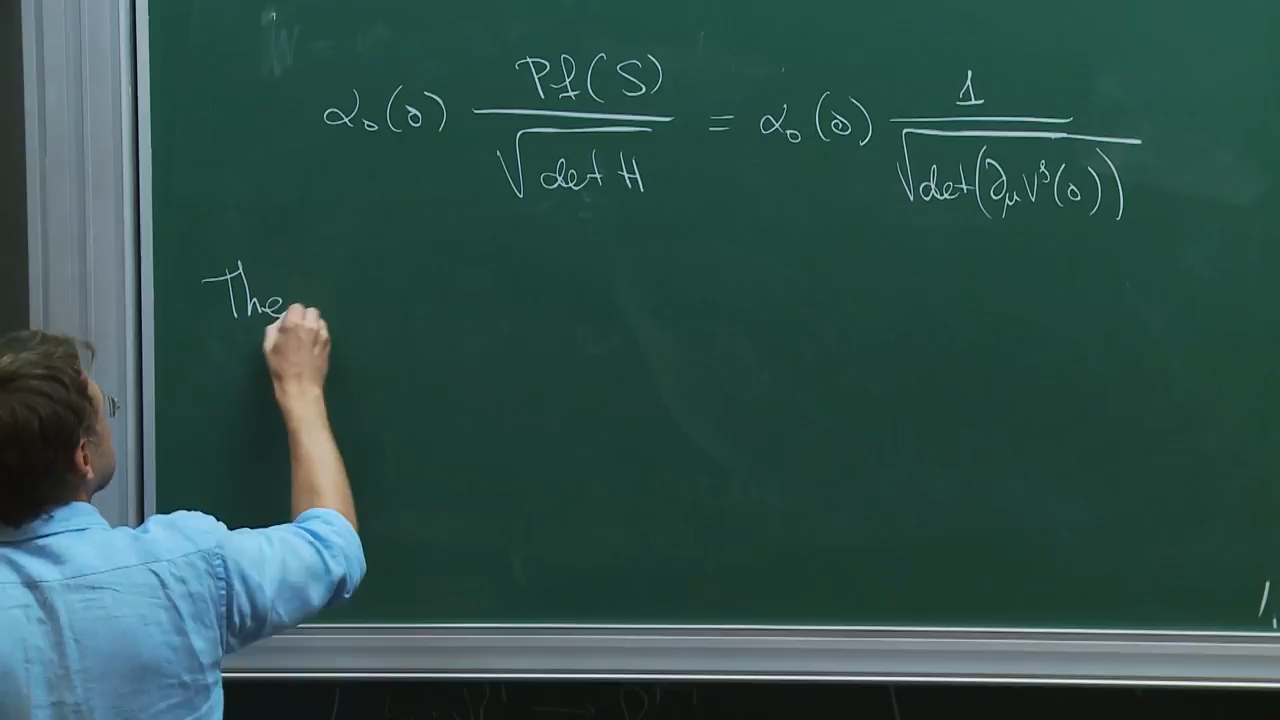 α₀(0) Pf(S) / √det H = α₀(0) 1 / √det(∂_μ V^ν(0))
The